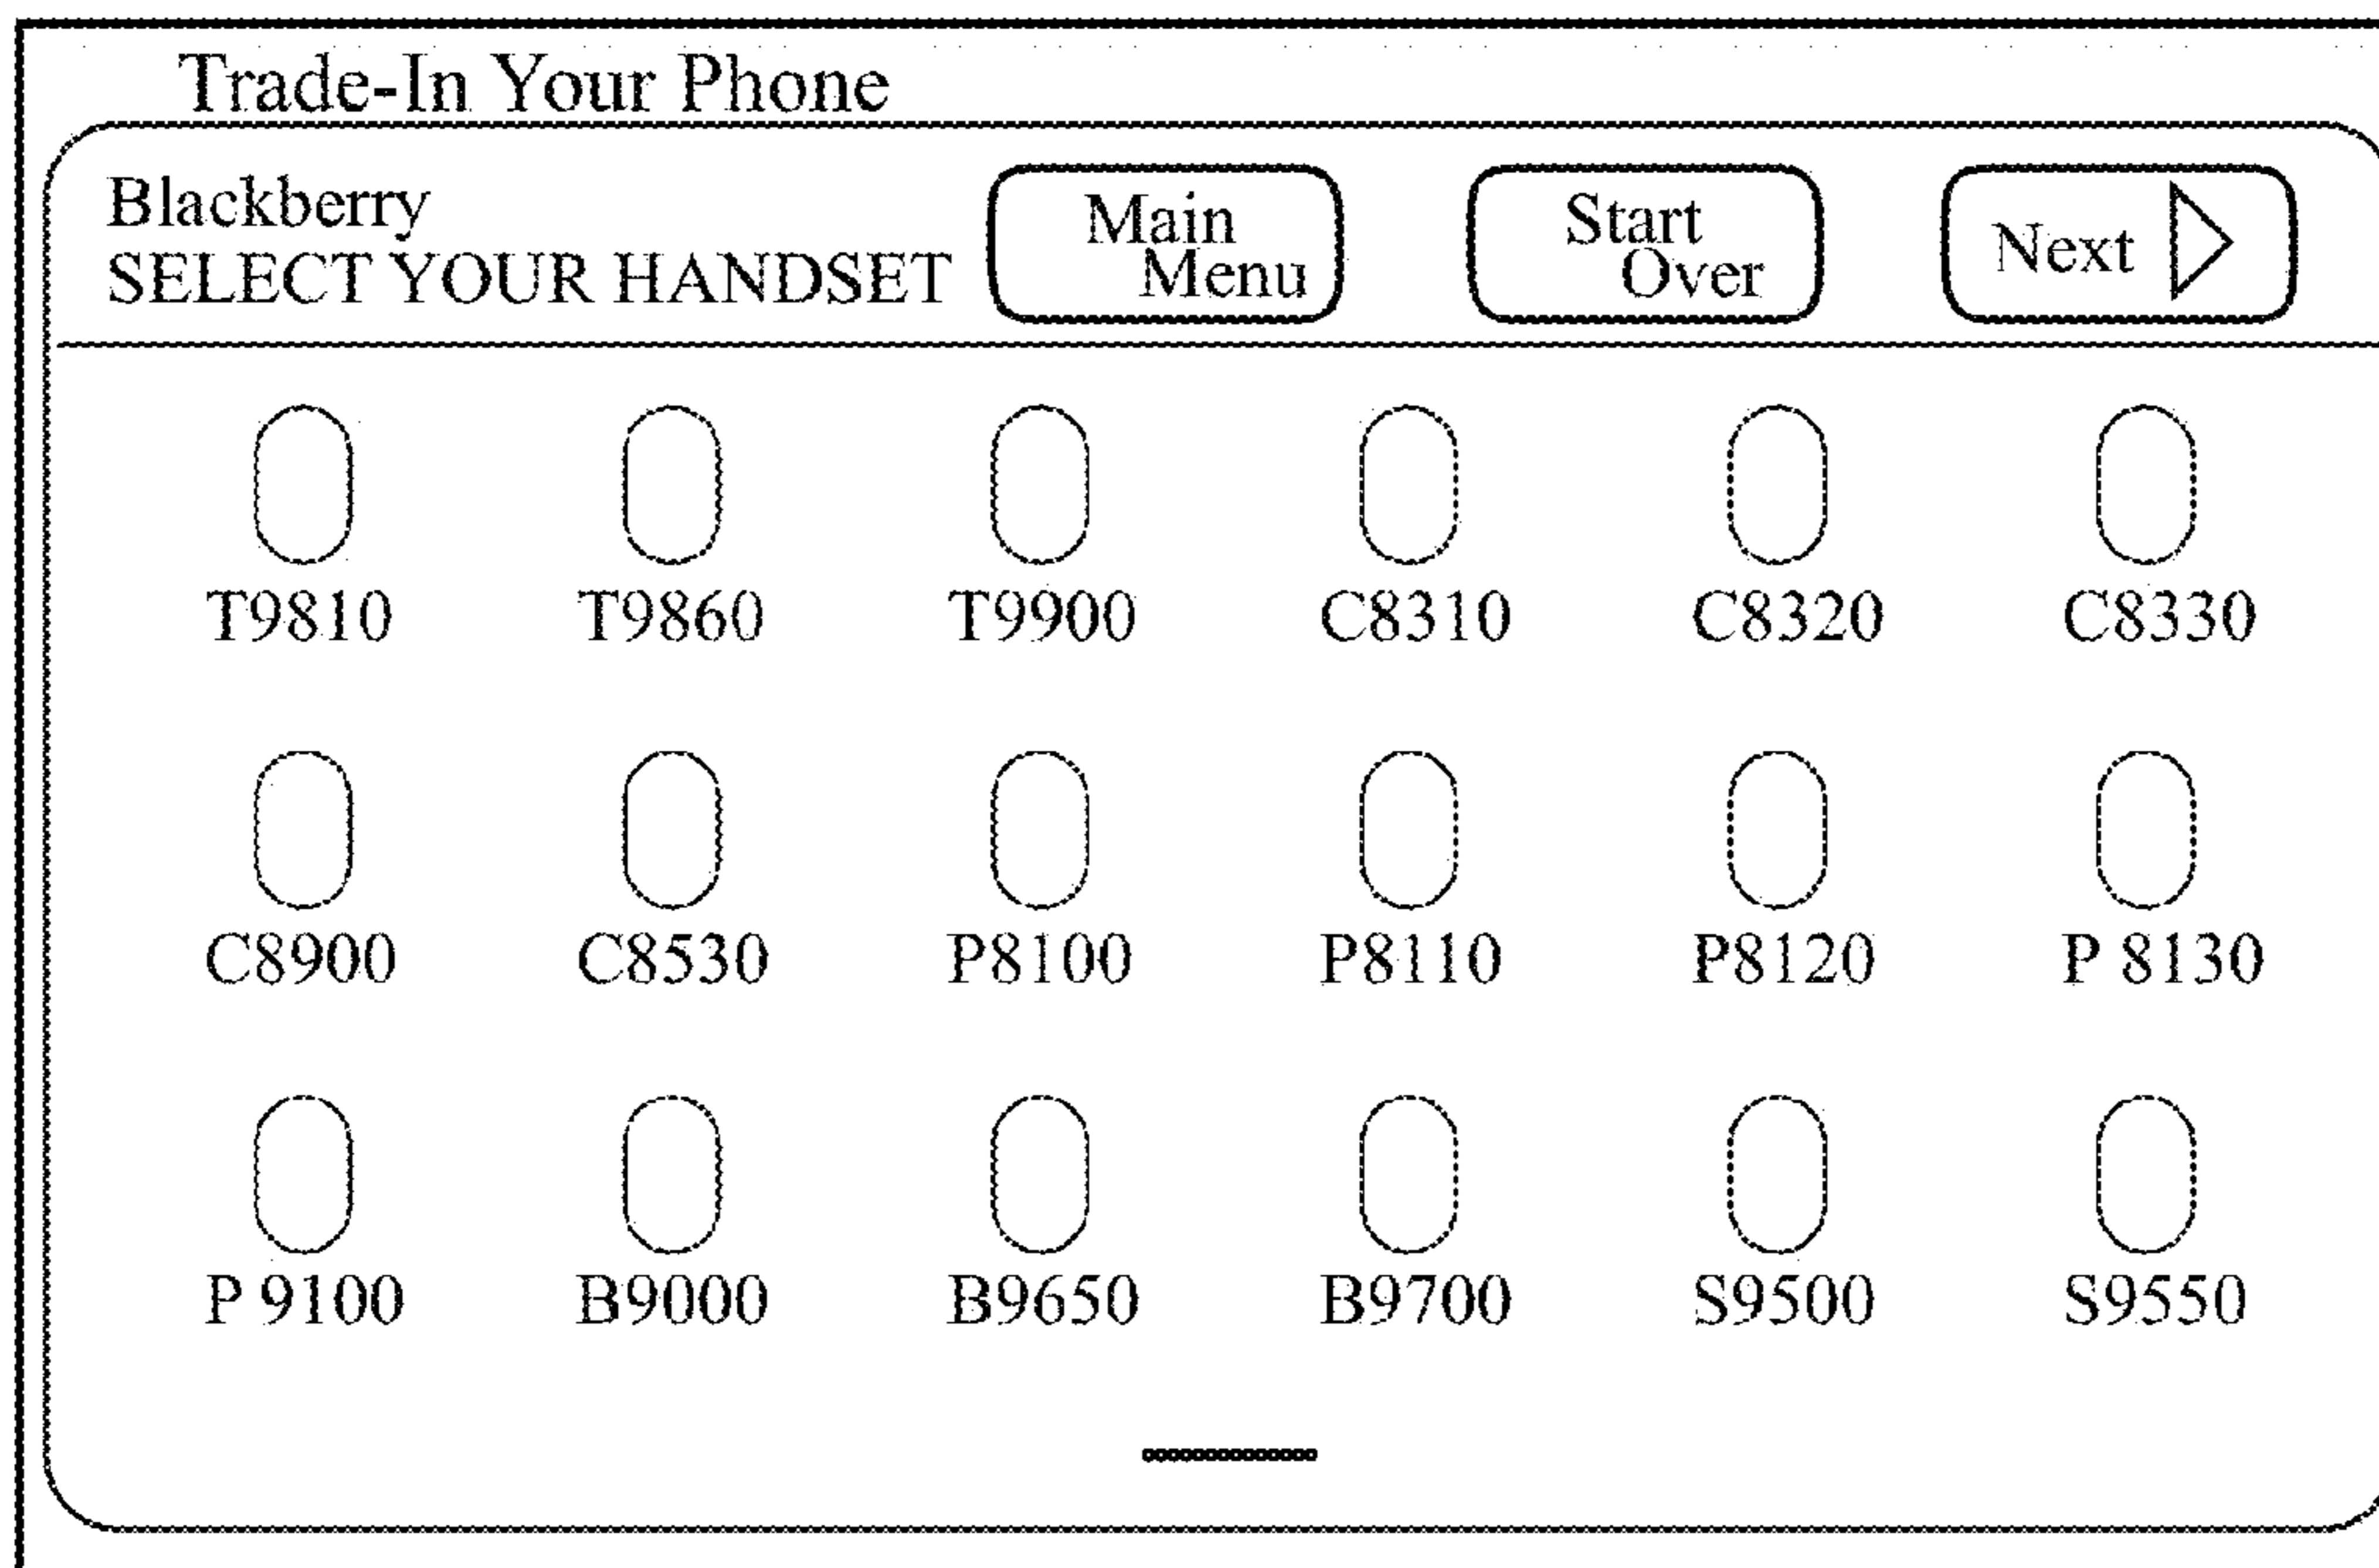 Trade-In Your Phone
Blackberry
SELECT YOUR HANDSET
Main
Menu
Start
Over
Next
T9810 T9860 T9900 C8310 C8320 C8330
C8900 C8530 P8100 P8110 P8120 P 8130
P 9100 B9000 B9650 B9700 S9500 S9550